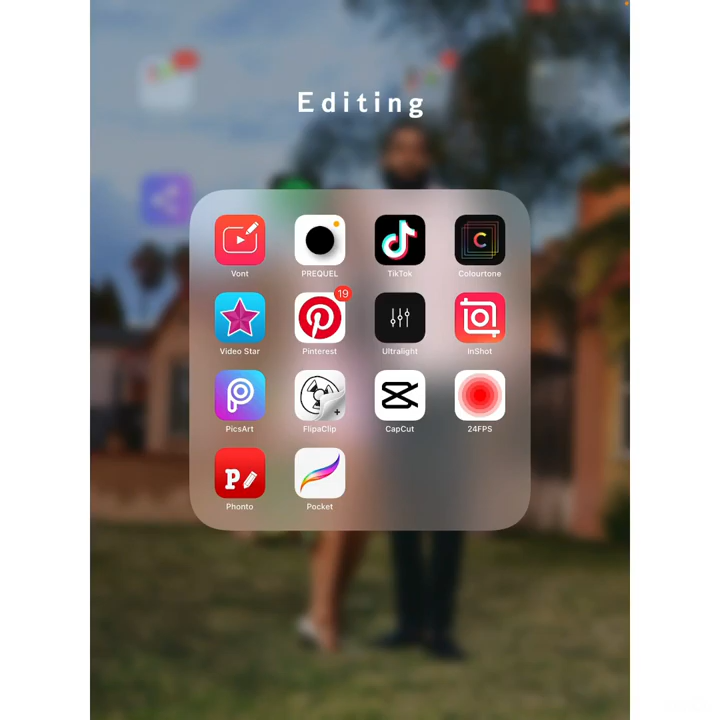 Editing
Vont
PREQUEL
TikTok
Colourtone
Video Star
19
Pinterest
Ultralight
InShot
PicsArt
FlipaClip
CapCut
24FPS
Phonto
Pocket